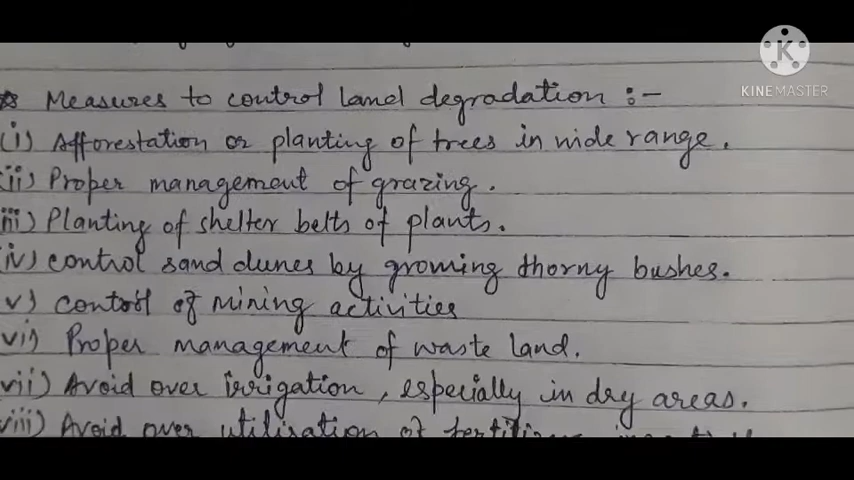 KINEMASTER
☆ Measures to control land degradation :-
(i) Afforestation or planting of trees in wide range.
(ii) Proper management of grazing.
iii) Planting of shelter belts of plants.
(iv) control sand dunes by growing thorny bushes.
v) control of mining activities
vi) Proper management of waste land.
vii) Avoid over irrigation, especially in dry areas.
viii) Avoid over utilisation of